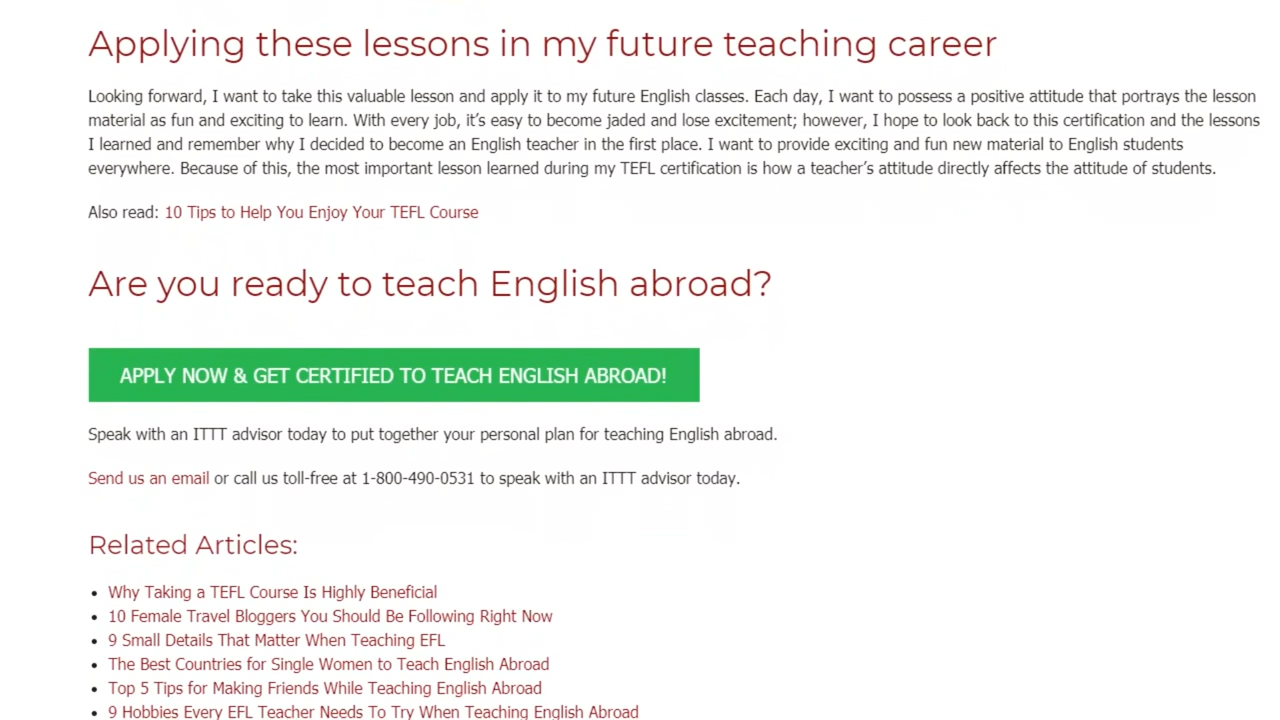 Applying these lessons in my future teaching career
Looking forward, I want to take this valuable lesson and apply it to my future English classes. Each day, I want to possess a positive attitude that portrays the lesson
material as fun and exciting to learn. With every job, it’s easy to become jaded and lose excitement; however, I hope to look back to this certification and the lessons
I learned and remember why I decided to become an English teacher in the first place. I want to provide exciting and fun new material to English students
everywhere. Because of this, the most important lesson learned during my TEFL certification is how a teacher’s attitude directly affects the attitude of students.
Also read: 10 Tips to Help You Enjoy Your TEFL Course
Are you ready to teach English abroad?
APPLY NOW & GET CERTIFIED TO TEACH ENGLISH ABROAD!
Speak with an ITTT advisor today to put together your personal plan for teaching English abroad.
Send us an email or call us toll-free at 1-800-490-0531 to speak with an ITTT advisor today.
Related Articles:
• Why Taking a TEFL Course Is Highly Beneficial
• 10 Female Travel Bloggers You Should Be Following Right Now
• 9 Small Details That Matter When Teaching EFL
• The Best Countries for Single Women to Teach English Abroad
• Top 5 Tips for Making Friends While Teaching English Abroad
• 9 Hobbies Every EFL Teacher Needs To Try When Teaching English Abroad